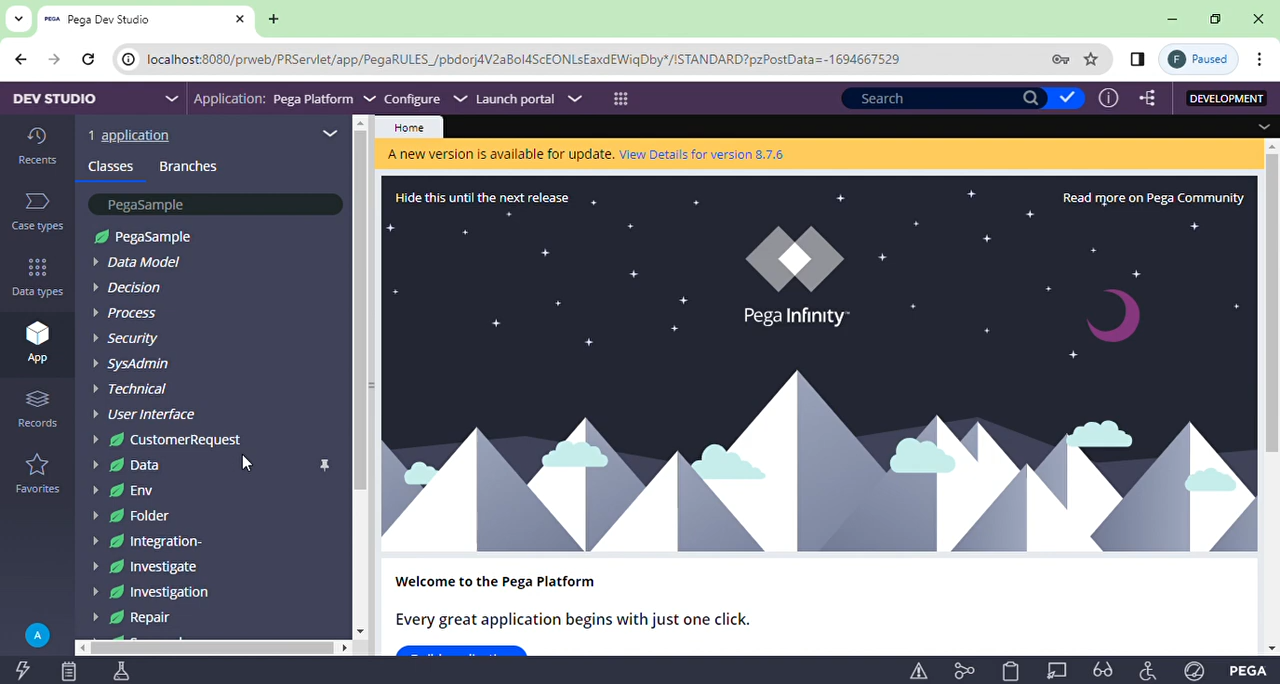 PEGA Pega Dev Studio
localhost:8080/prweb/PRServlet/app/PegaRULES_/pbdorj4V2aBol4ScEONLsEaxdEWiqDby*/!STANDARD?pzPostData=-1694667529
F Paused
DEV STUDIO
Application: Pega Platform
Configure
Launch portal
Search
DEVELOPMENT
Recents
Case types
Data types
App
Records
Favorites
A
1 application
Classes Branches
PegaSample
PegaSample
Data Model
Decision
Process
Security
SysAdmin
Technical
User Interface
CustomerRequest
Data
Env
Folder
Integration-
Investigate
Investigation
Repair
Home
A new version is available for update. View Details for version 8.7.6
Hide this until the next release
Read more on Pega Community
Pega Infinity™
Welcome to the Pega Platform
Every great application begins with just one click.
PEGA